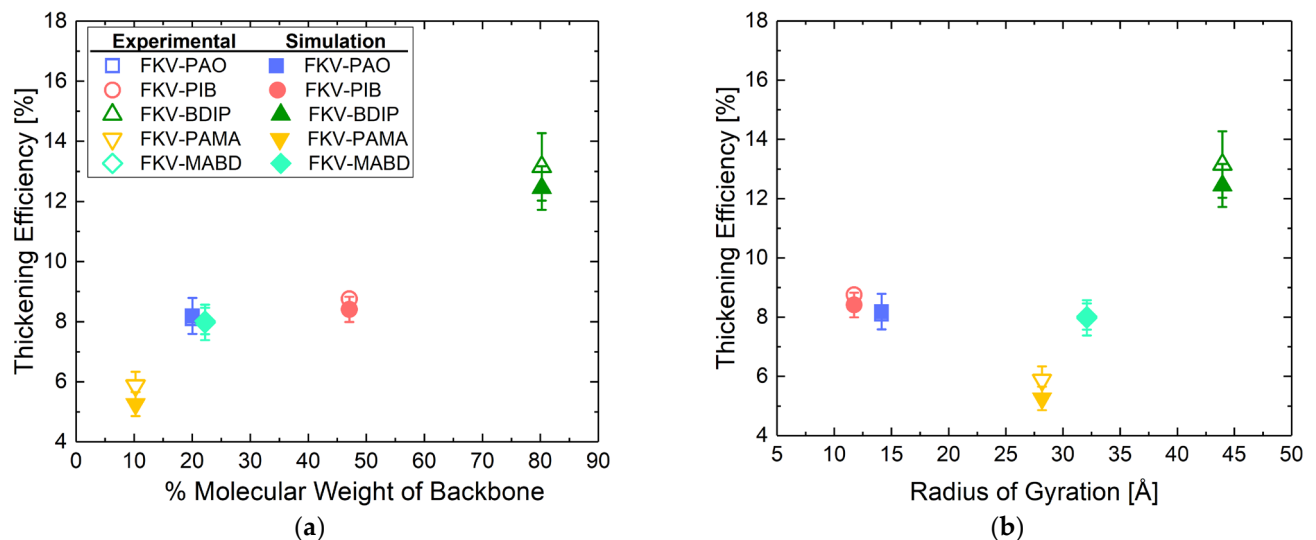 18
16
14
12
10
8
6
4
Thickening Efficiency [%]
Experimental Simulation
FKV-PAO FKV-PAO
FKV-PIB FKV-PIB
FKV-BDIP FKV-BDIP
FKV-PAMA FKV-PAMA
FKV-MABD FKV-MABD
0 10 20 30 40 50 60 70 80 90
% Molecular Weight of Backbone
(a)
18
16
14
12
10
8
6
4
Thickening Efficiency [%]
5 10 15 20 25 30 35 40 45 50
Radius of Gyration [Å]
(b)